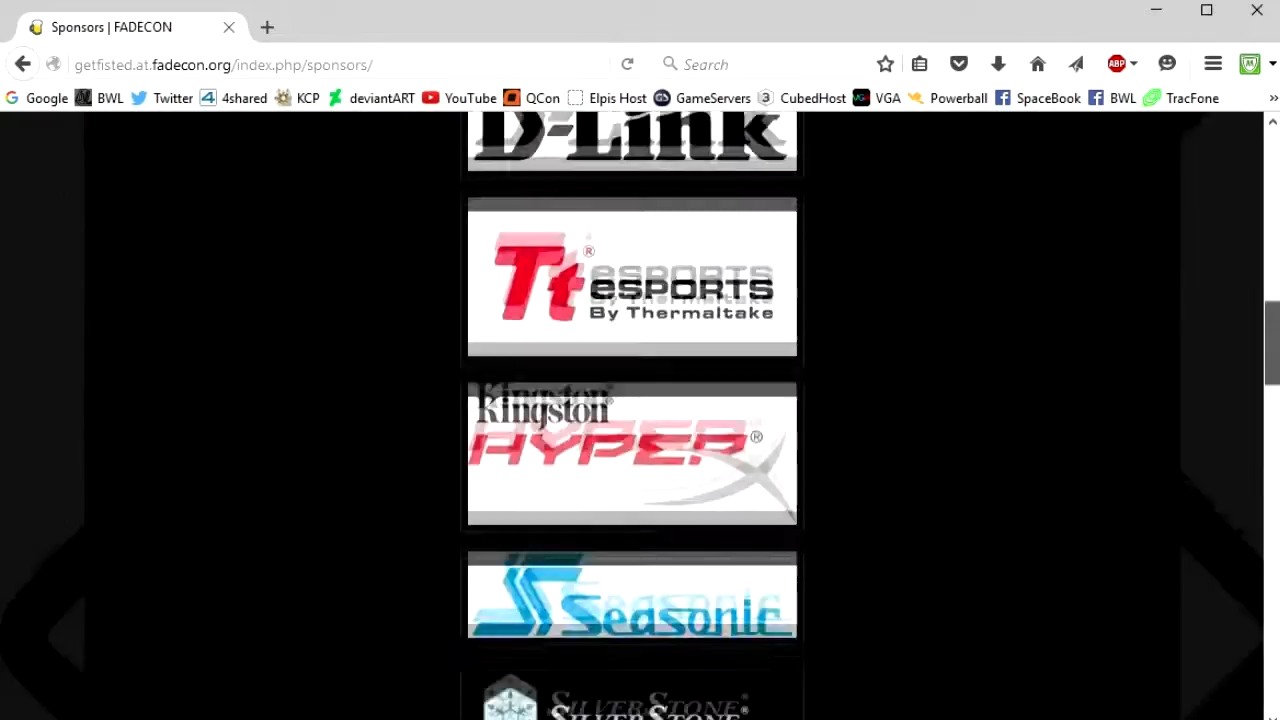 Sponsors | FADECON
getfisted.at.fadecon.org/index.php/sponsors/
Search
ABP
Google BWL Twitter 4shared KCP deviantART YouTube QCon Elpis Host GameServers CubedHost VGA Powerball SpaceBook BWL TracFone »
D-Link
Tt eSPORTS ®
By Thermaltake
Kingston®
HYPERX®
Seasonic
SILVERSTONE®